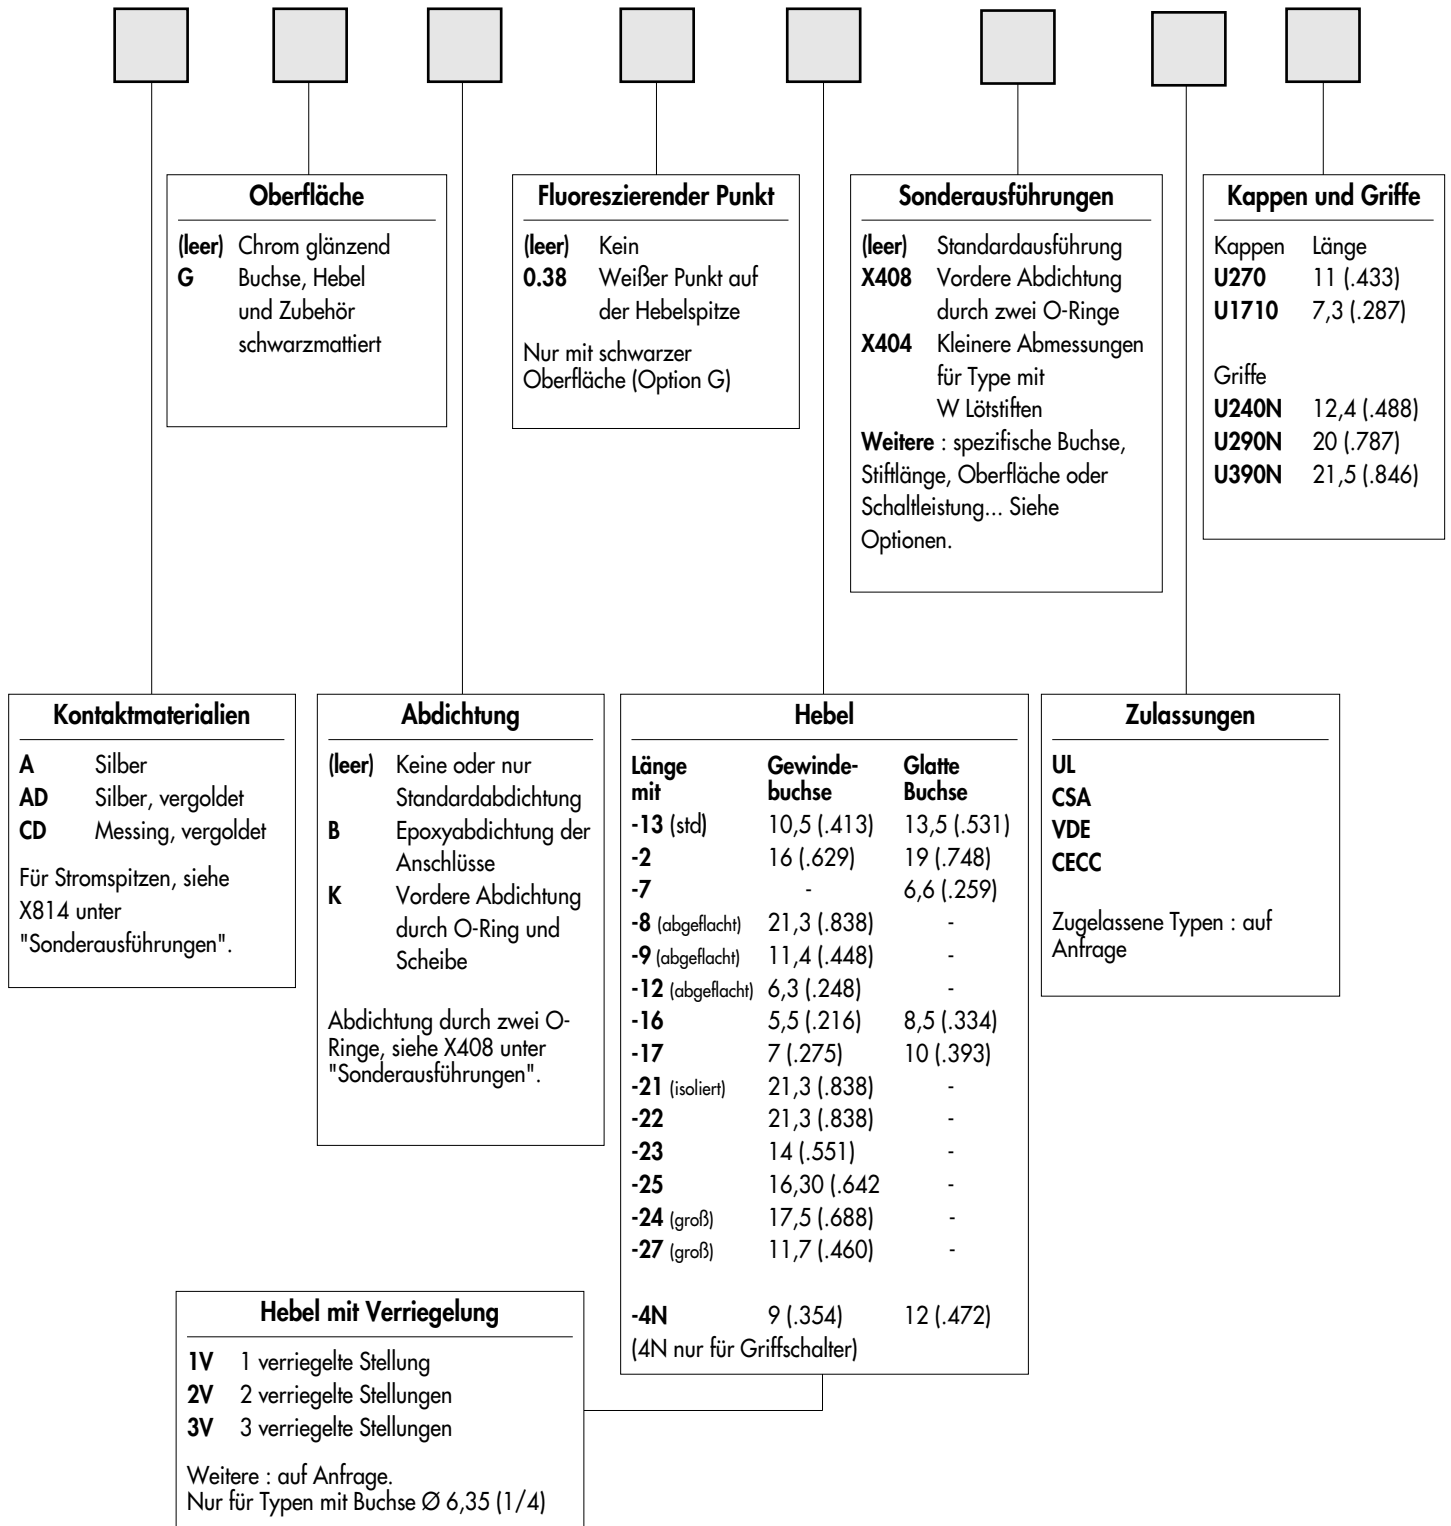 Oberfläche
(leer) Chrom glänzend
G Buchse, Hebel
und Zubehör
schwarzmattiert
Fluoreszierender Punkt
(leer) Kein
0.38 Weißer Punkt auf
der Hebelspitze
Nur mit schwarzer
Oberfläche (Option G)
Sonderausführungen
(leer) Standardausführung
X408 Vordere Abdichtung
durch zwei O-Ringe
X404 Kleinere Abmessungen
für Type mit
W Lötstiften
Weitere : spezifische Buchse,
Stiftlänge, Oberfläche oder
Schaltleistung... Siehe
Optionen.
Kappen und Griffe
Kappen Länge
U270 11 (.433)
U1710 7,3 (.287)
Griffe
U240N 12,4 (.488)
U290N 20 (.787)
U390N 21,5 (.846)
Kontaktmaterialien
A Silber
AD Silber, vergoldet
CD Messing, vergoldet
Für Stromspitzen, siehe
X814 unter
"Sonderausführungen".
Abdichtung
(leer) Keine oder nur
Standardabdichtung
B Epoxyabdichtung der
Anschlüsse
K Vordere Abdichtung
durch O-Ring und
Scheibe
Abdichtung durch zwei O-
Ringe, siehe X408 unter
"Sonderausführungen".
Hebel
Länge Gewinde- Glatte
mit buchse Buchse
-13 (std) 10,5 (.413) 13,5 (.531)
-2 16 (.629) 19 (.748)
-7 - 6,6 (.259)
-8 (abgeflacht) 21,3 (.838) -
-9 (abgeflacht) 11,4 (.448) -
-12 (abgeflacht) 6,3 (.248) -
-16 5,5 (.216) 8,5 (.334)
-17 7 (.275) 10 (.393)
-21 (isoliert) 21,3 (.838) -
-22 21,3 (.838) -
-23 14 (.551) -
-25 16,30 (.642 -
-24 (groß) 17,5 (.688) -
-27 (groß) 11,7 (.460) -
-4N 9 (.354) 12 (.472)
(4N nur für Griffschalter)
Zulassungen
UL
CSA
VDE
CECC
Zugelassene Typen : auf
Anfrage
Hebel mit Verriegelung
1V 1 verriegelte Stellung
2V 2 verriegelte Stellungen
3V 3 verriegelte Stellungen
Weitere : auf Anfrage.
Nur für Typen mit Buchse Ø 6,35 (1/4)